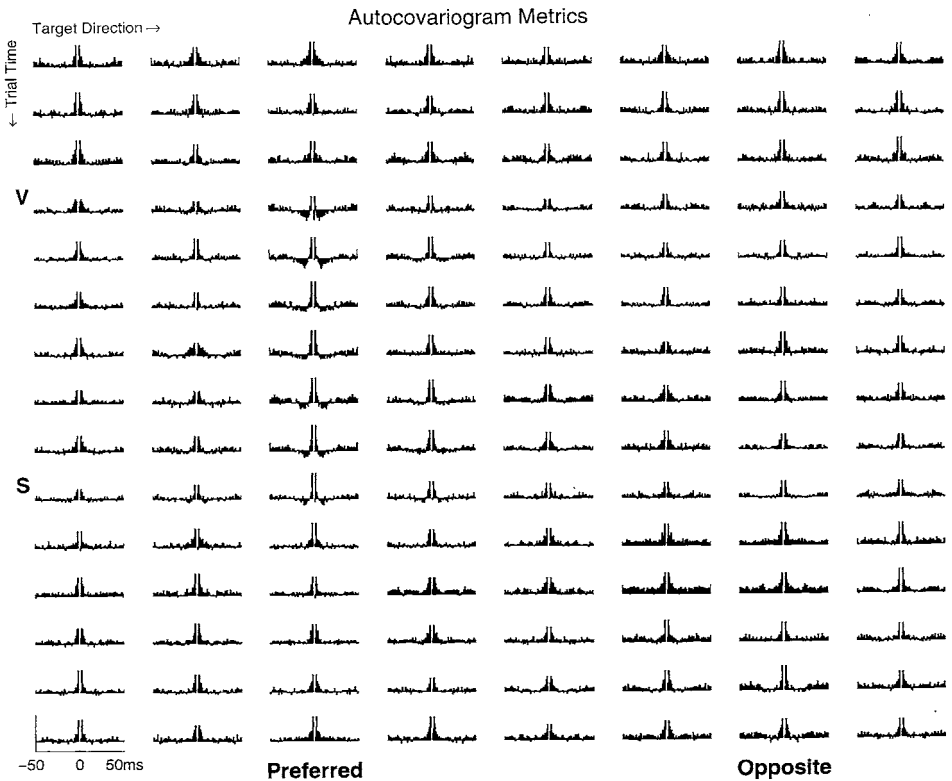 Autocovariogram Metrics
Target Direction →
← Trial Time
V
S
−50 0 50ms
Preferred Opposite